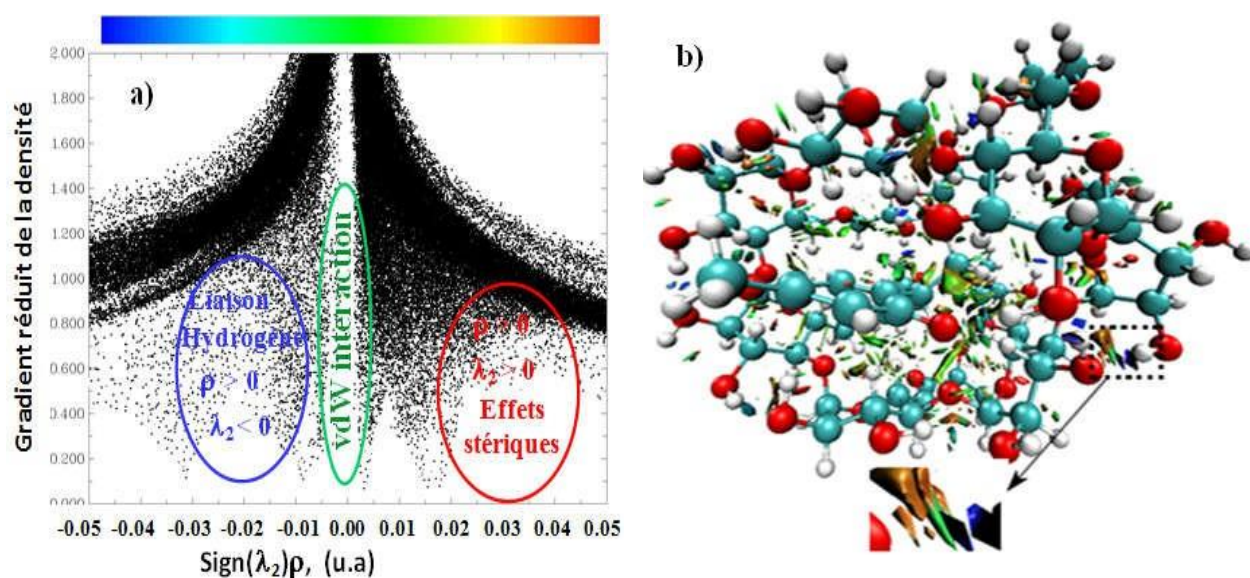 2.000
1.800
1.600
1.400
1.200
1.000
0.800
0.600
0.400
0.200
0.000
Gradient réduit de la densité
a)
Liaison
Hydrogène
ρ > 0
λ₂ < 0
vdW interaction
ρ > 0
λ₂ > 0
Effets
stériques
-0.05 -0.04 -0.03 -0.02 -0.01 0.00 0.01 0.02 0.03 0.04 0.05
Sign(λ₂)ρ, (u.a)
b)